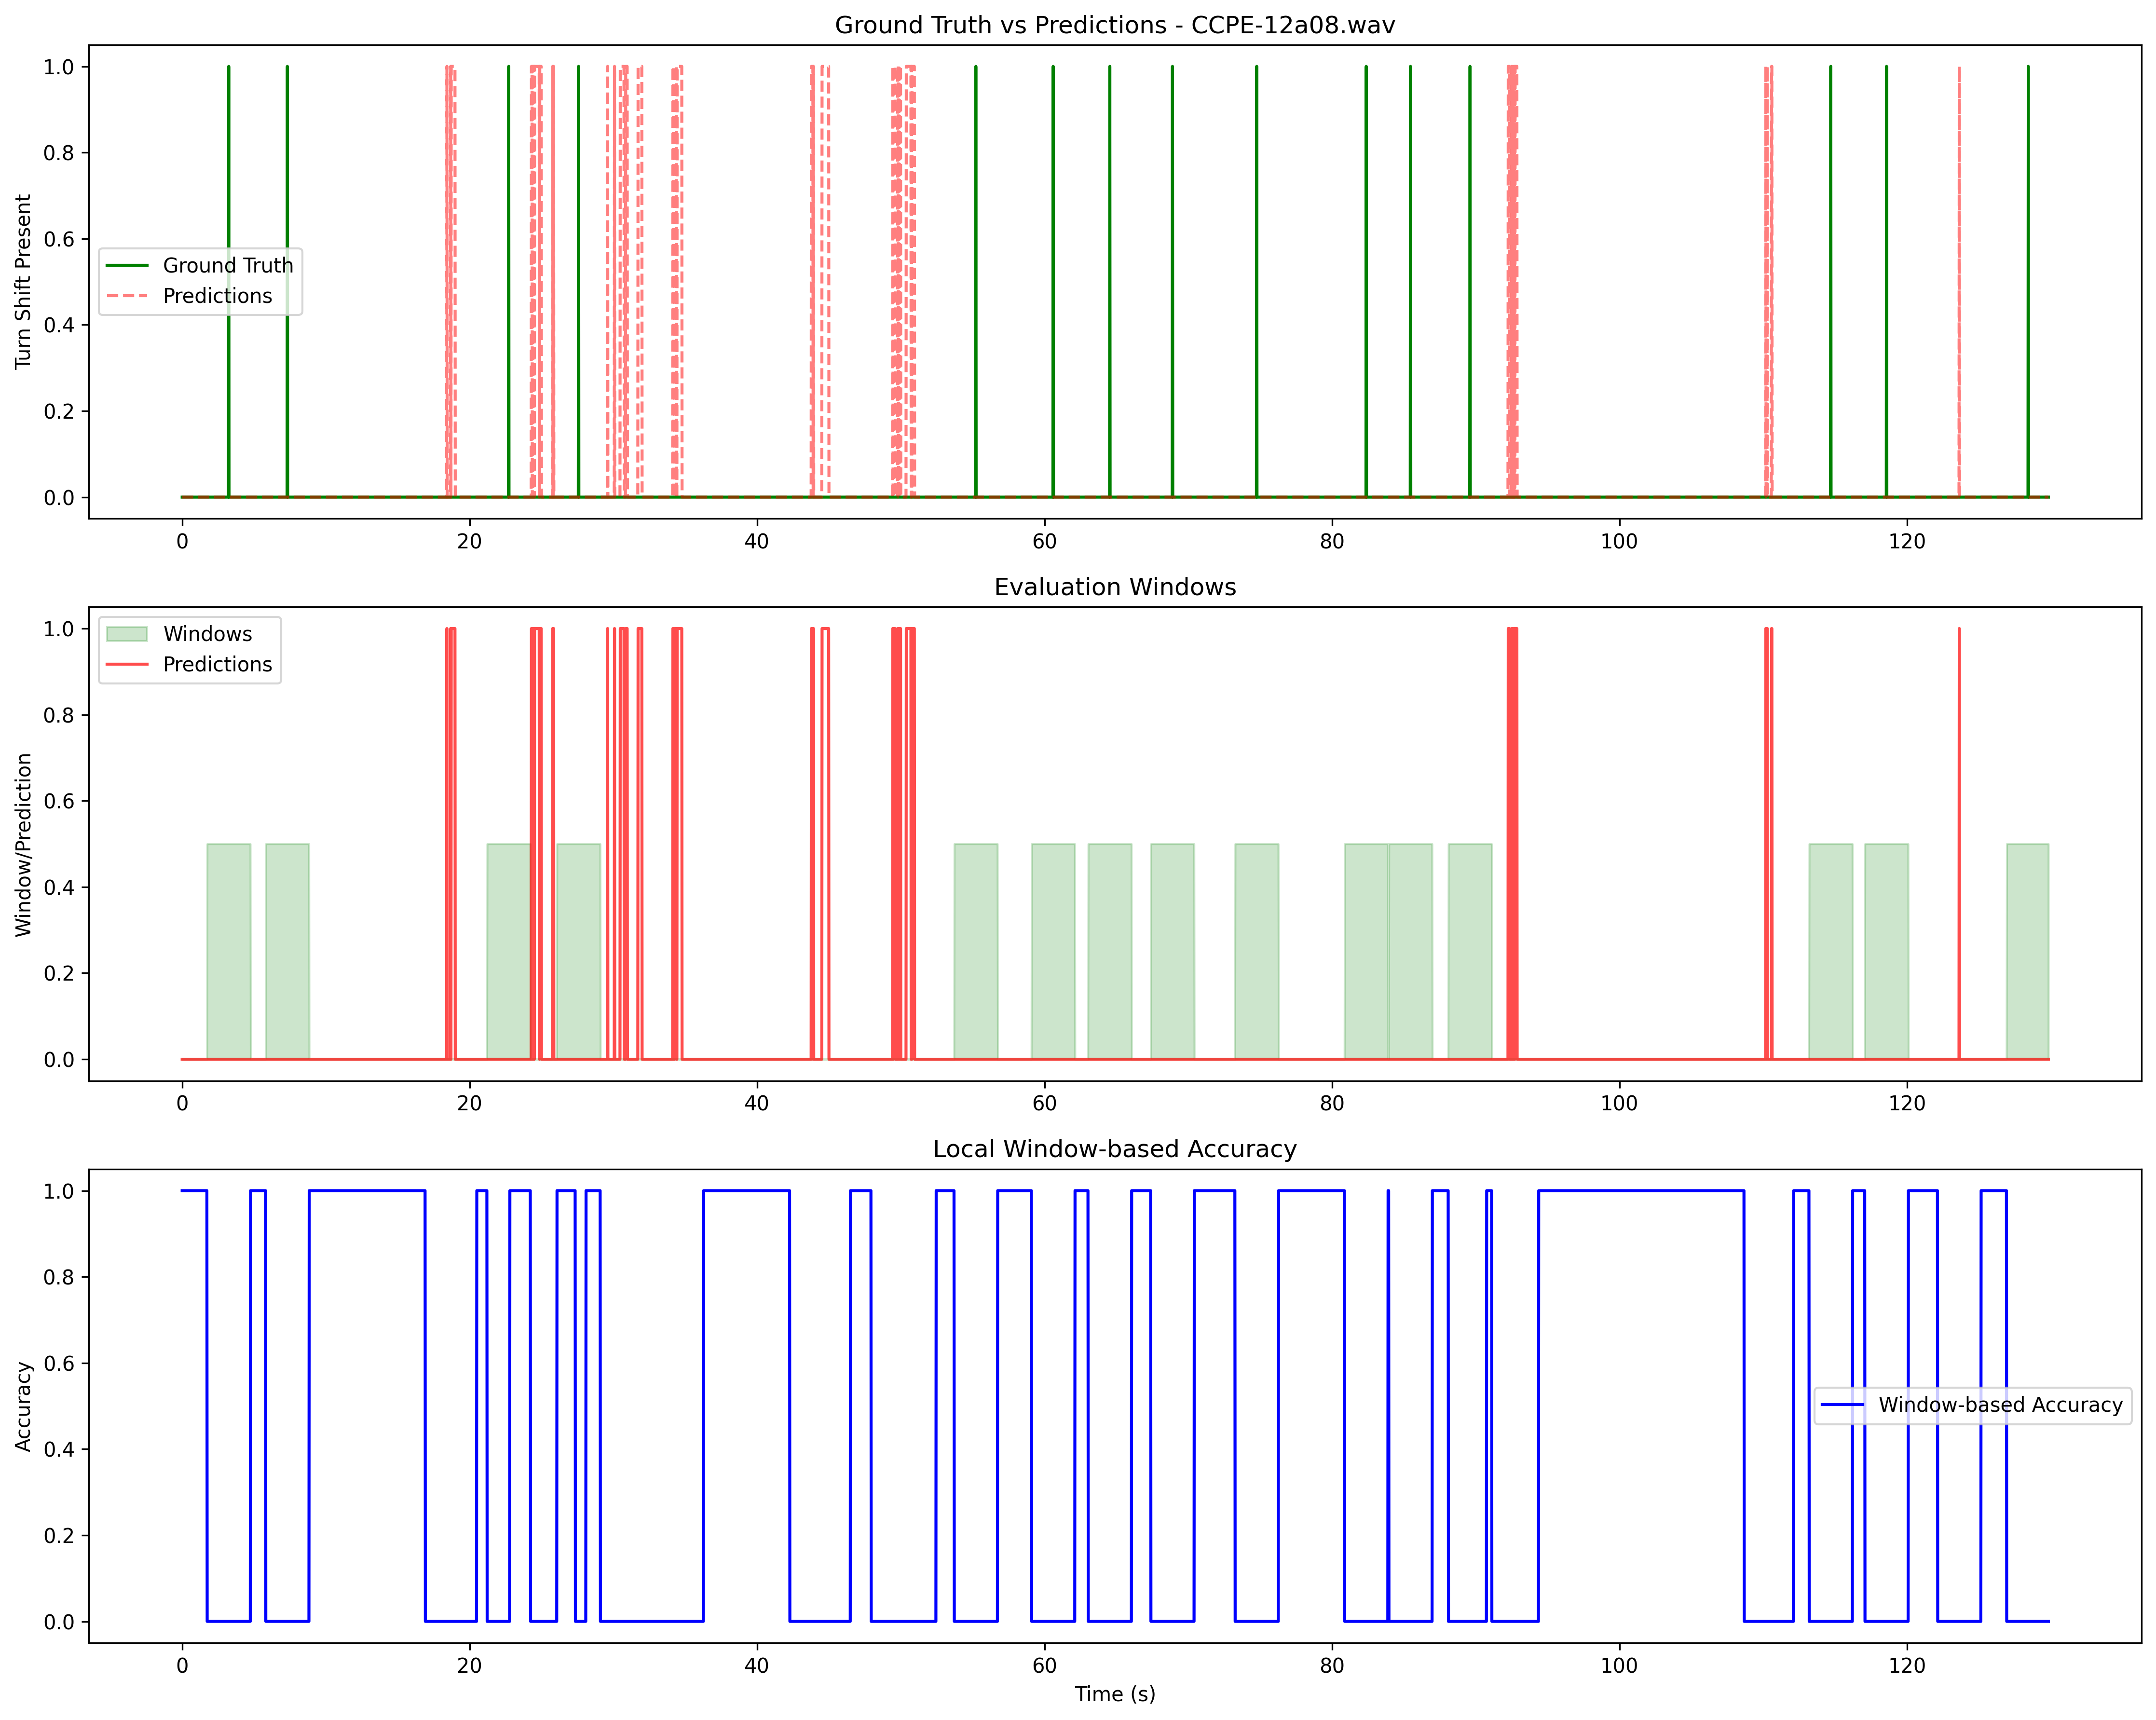 Ground Truth vs Predictions - CCPE-12a08.wav
1.0
0.8
0.6
0.4
0.2
0.0
Turn Shift Present
Ground Truth
Predictions
0 20 40 60 80 100 120
Evaluation Windows
1.0
0.8
0.6
0.4
0.2
0.0
Window/Prediction
Windows
Predictions
0 20 40 60 80 100 120
Local Window-based Accuracy
1.0
0.8
0.6
0.4
0.2
0.0
Accuracy
Window-based Accuracy
0 20 40 60 80 100 120
Time (s)